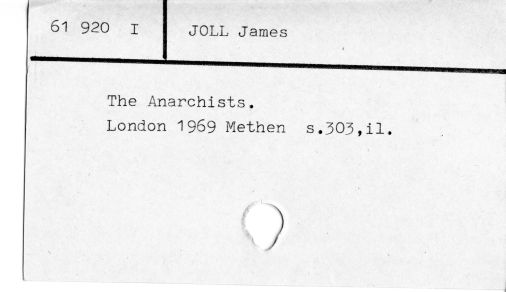 61 920 I JOLL James
The Anarchists.
London 1969 Methen s.303,il.